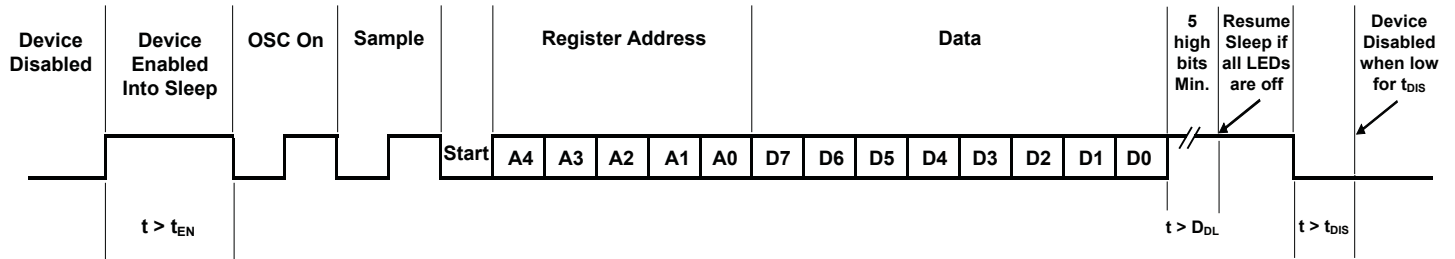 Device
Disabled
Device
Enabled
Into Sleep
OSC On
Sample
Register Address
Data
5
high
bits
Min.
Resume
Sleep if
all LEDs
are off
Device
Disabled
when low
for tDIS
Start A4 A3 A2 A1 A0 D7 D6 D5 D4 D3 D2 D1 D0
t > tEN
t > DDL
t > tDIS